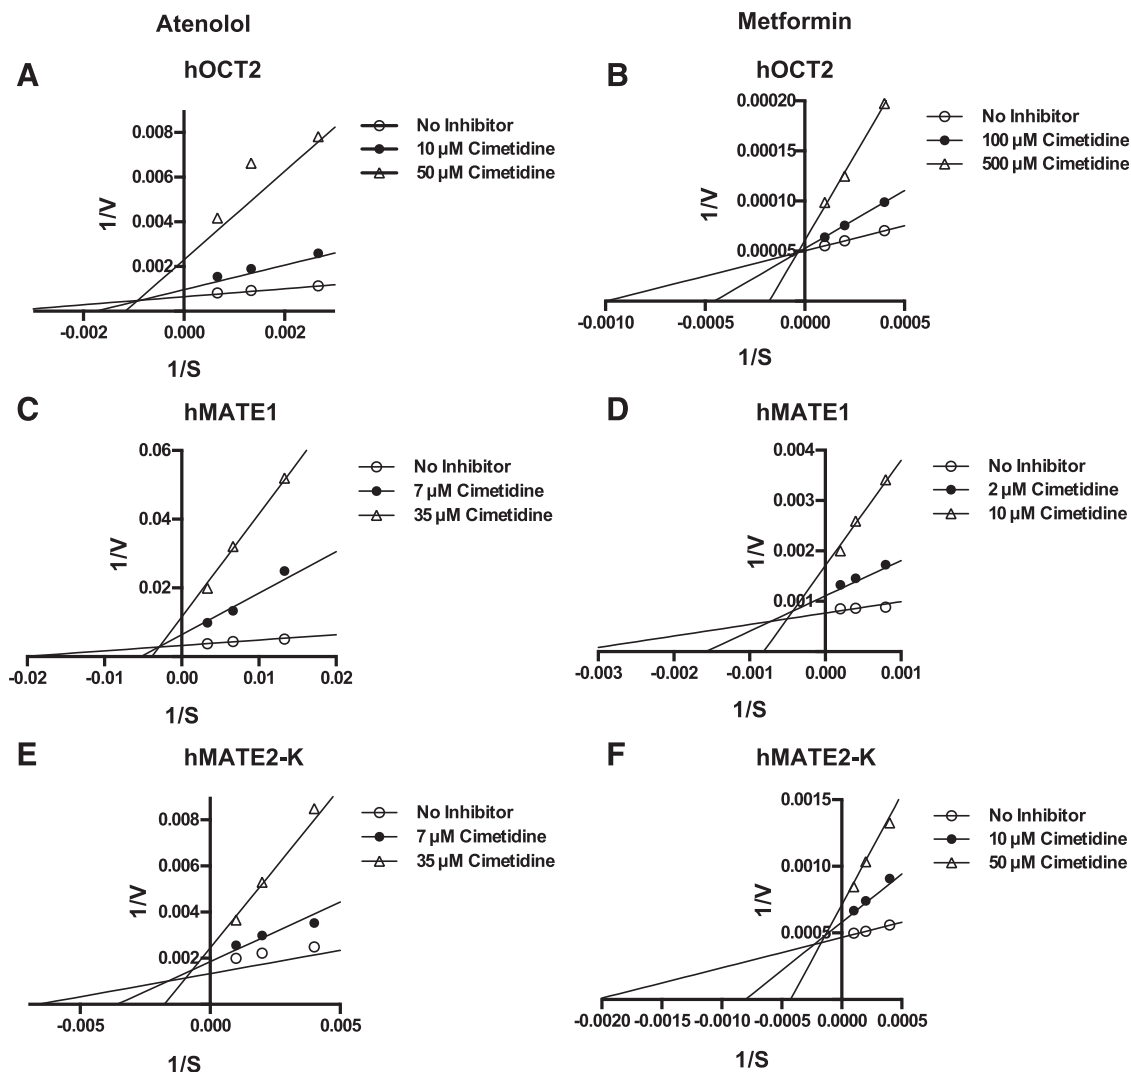 Atenolol
Metformin
A
hOCT2
0.008
0.006
0.004
0.002
-0.002
0.000
0.002
1/V
1/S
No Inhibitor
10 µM Cimetidine
50 µM Cimetidine
B
hOCT2
0.00020
0.00015
0.00010
0.00005
-0.0010
-0.0005
0.0000
0.0005
1/V
1/S
No Inhibitor
100 µM Cimetidine
500 µM Cimetidine
C
hMATE1
0.06
0.04
0.02
-0.02
-0.01
0.00
0.01
0.02
1/V
1/S
No Inhibitor
7 µM Cimetidine
35 µM Cimetidine
D
hMATE1
0.004
0.003
0.002
0.001
-0.003
-0.002
-0.001
0.000
0.001
1/V
1/S
No Inhibitor
2 µM Cimetidine
10 µM Cimetidine
E
hMATE2-K
0.008
0.006
0.004
0.002
-0.005
0.000
0.005
1/V
1/S
No Inhibitor
7 µM Cimetidine
35 µM Cimetidine
F
hMATE2-K
0.0015
0.0010
0.0005
-0.0020
-0.0015
-0.0010
-0.0005
0.0000
0.0005
1/V
1/S
No Inhibitor
10 µM Cimetidine
50 µM Cimetidine